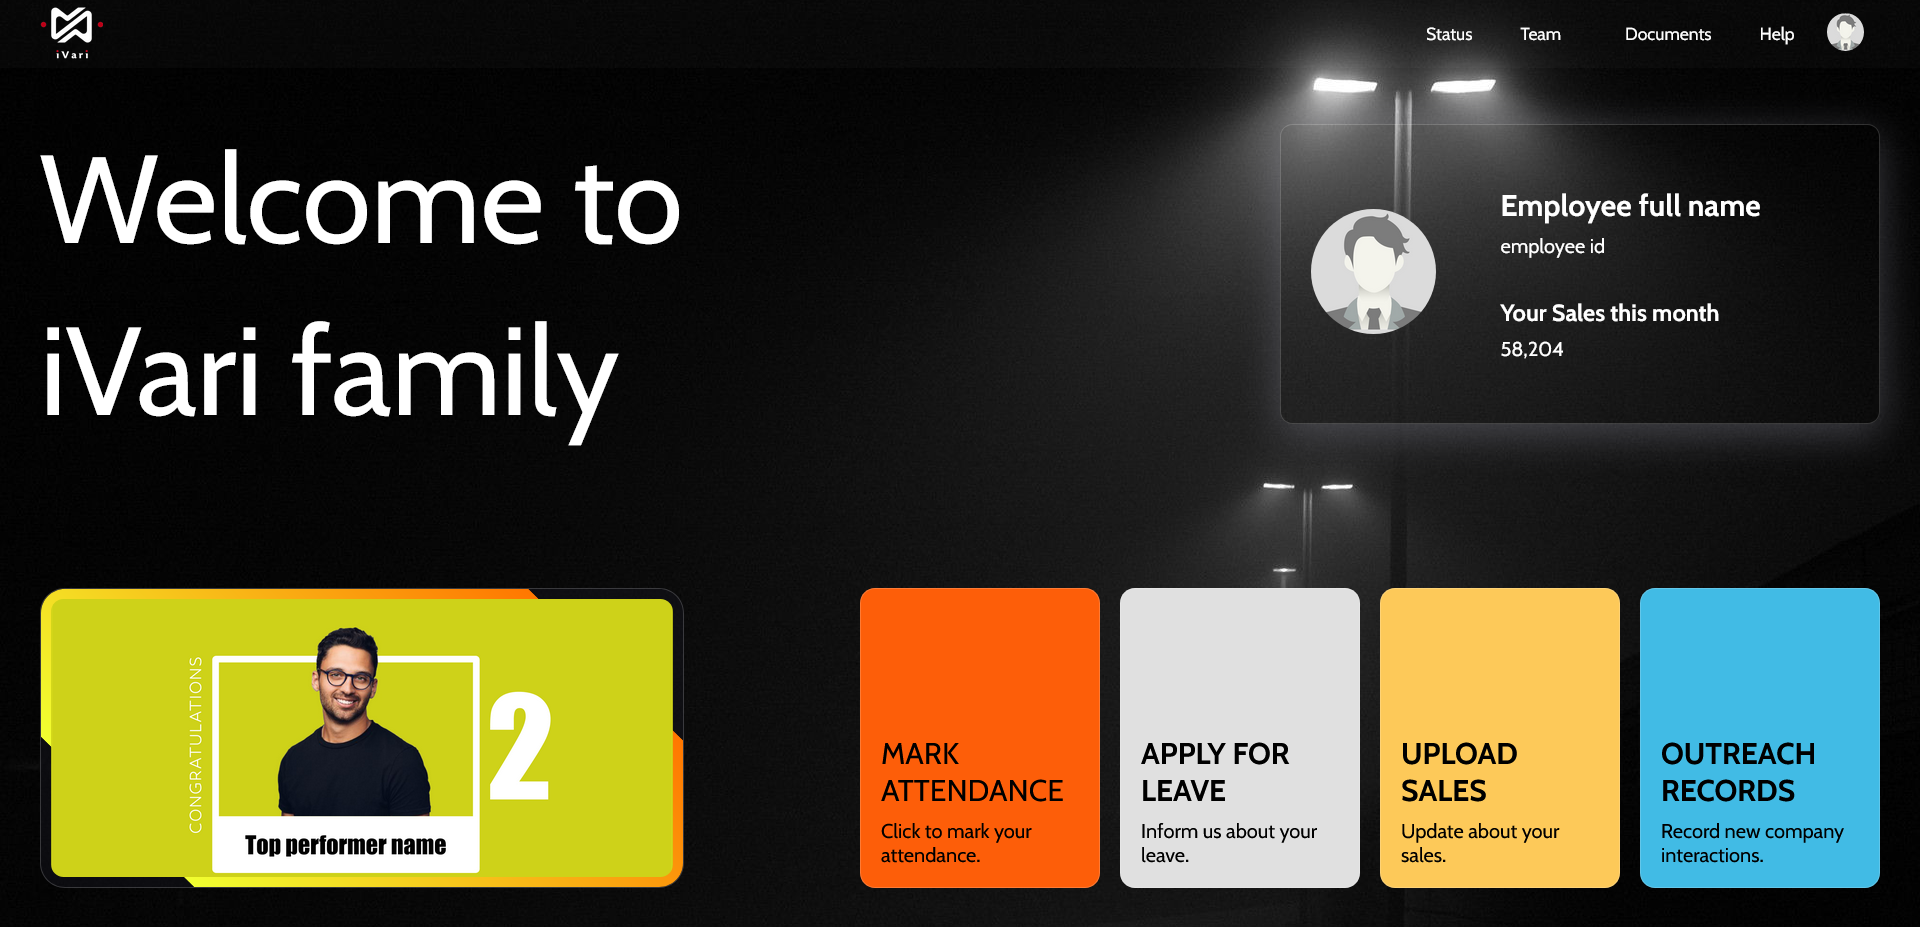 iVari
Status
Team
Documents
Help
Welcome to
iVari family
Employee full name
employee id
Your Sales this month
58,204
CONGRATULATIONS
2
Top performer name
MARK
ATTENDANCE
Click to mark your
attendance.
APPLY FOR
LEAVE
Inform us about your
leave.
UPLOAD
SALES
Update about your
sales.
OUTREACH
RECORDS
Record new company
interactions.